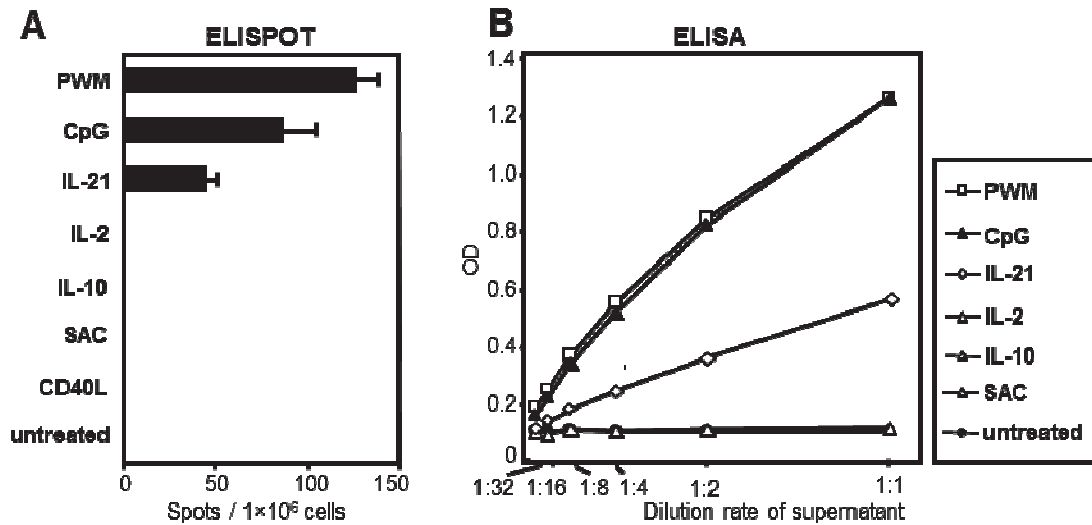 A
ELISPOT
PWM
CpG
IL-21
IL-2
IL-10
SAC
CD40L
untreated
0 50 100 150
Spots / 1×10⁶ cells
B
ELISA
OD
1.4
1.2
1.0
0.8
0.6
0.4
0.2
0
1:32 1:16 1:8 1:4 1:2 1:1
Dilution rate of supernatant
PWM
CpG
IL-21
IL-2
IL-10
SAC
untreated